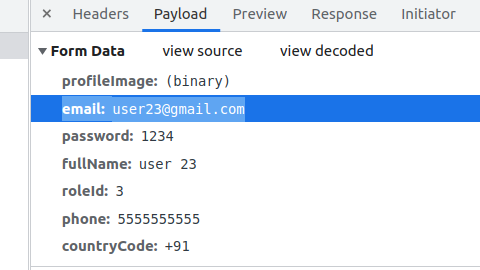 × Headers Payload Preview Response Initiator
▼ Form Data view source view decoded
profileImage: (binary)
email: user23@gmail.com
password: 1234
fullName: user 23
roleId: 3
phone: 5555555555
countryCode: +91